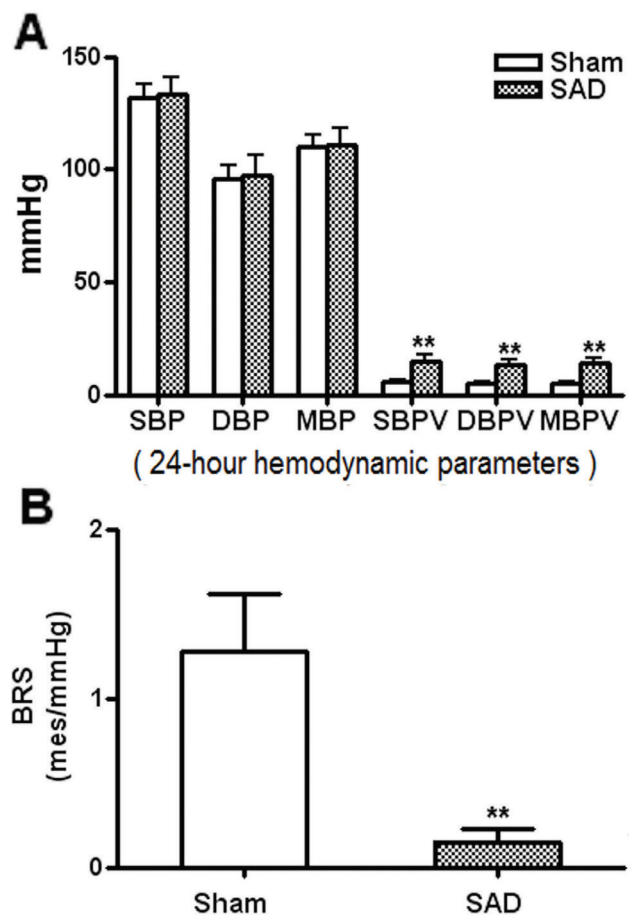 A
150
Sham
SAD
100
mmHg
50
** ** **
0
SBP DBP MBP SBPV DBPV MBPV
( 24-hour hemodynamic parameters )
B
2
BRS
(mes/mmHg)
1
**
0
Sham SAD